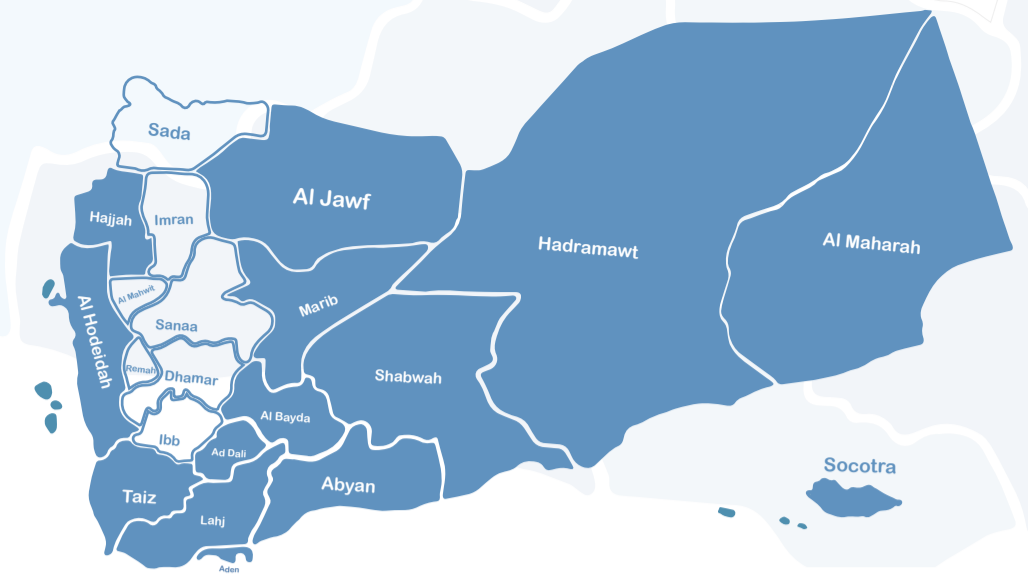 Sada
Al Jawf
Hajjah
Imran
Hadramawt
Al Maharah
Al Mahwit
Marib
Sanaa
Al Hodeidah
Remah
Dhamar
Shabwah
Al Bayda
Ibb
Ad Dali
Socotra
Abyan
Taiz
Lahj
Aden